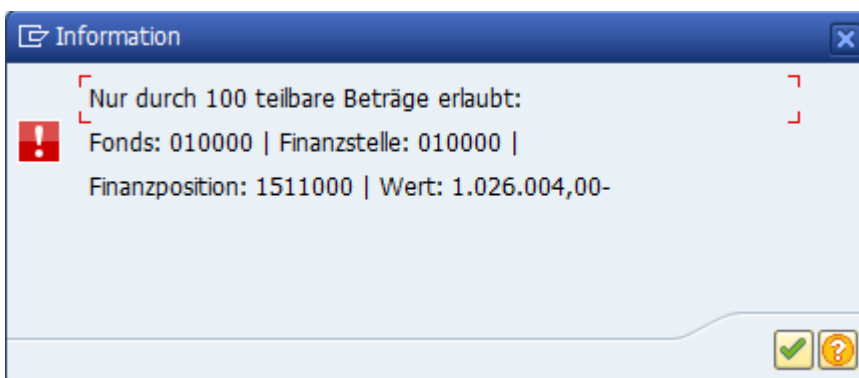 Information
Nur durch 100 teilbare Beträge erlaubt:
Fonds: 010000 | Finanzstelle: 010000 |
Finanzposition: 1511000 | Wert: 1.026.004,00-